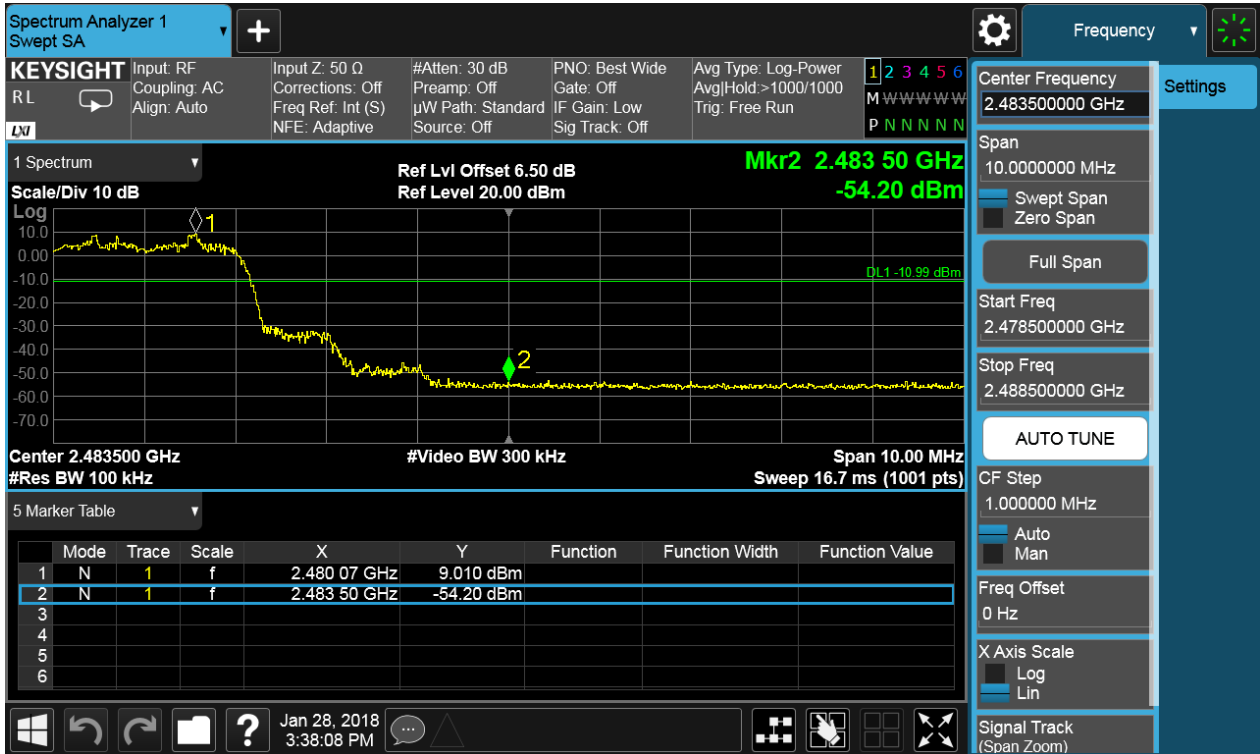 Spectrum Analyzer 1
Swept SA
Frequency
KEYSIGHT
RL
LXI
Input: RF
Coupling: AC
Align: Auto
Input Z: 50 Ω
Corrections: Off
Freq Ref: Int (S)
NFE: Adaptive
#Atten: 30 dB
Preamp: Off
µW Path: Standard
Source: Off
PNO: Best Wide
Gate: Off
IF Gain: Low
Sig Track: Off
Avg Type: Log-Power
Avg|Hold:>1000/1000
Trig: Free Run
1 2 3 4 5 6
M W W W W W
P N N N N N
1 Spectrum
Scale/Div 10 dB
Ref Lvl Offset 6.50 dB
Ref Level 20.00 dBm
Mkr2 2.483 50 GHz
-54.20 dBm
Log
10.0
0.00
-10.0
-20.0
-30.0
-40.0
-50.0
-60.0
-70.0
1
DL1 -10.99 dBm
2
Center 2.483500 GHz
#Video BW 300 kHz
Span 10.00 MHz
#Res BW 100 kHz
Sweep 16.7 ms (1001 pts)
5 Marker Table
Mode Trace Scale X Y Function Function Width Function Value
1 N 1 f 2.480 07 GHz 9.010 dBm
2 N 1 f 2.483 50 GHz -54.20 dBm
3
4
5
6
?
Jan 28, 2018
3:38:08 PM
Center Frequency
2.483500000 GHz
Settings
Span
10.0000000 MHz
Swept Span
Zero Span
Full Span
Start Freq
2.478500000 GHz
Stop Freq
2.488500000 GHz
AUTO TUNE
CF Step
1.000000 MHz
Auto
Man
Freq Offset
0 Hz
X Axis Scale
Log
Lin
Signal Track
(Span Zoom)